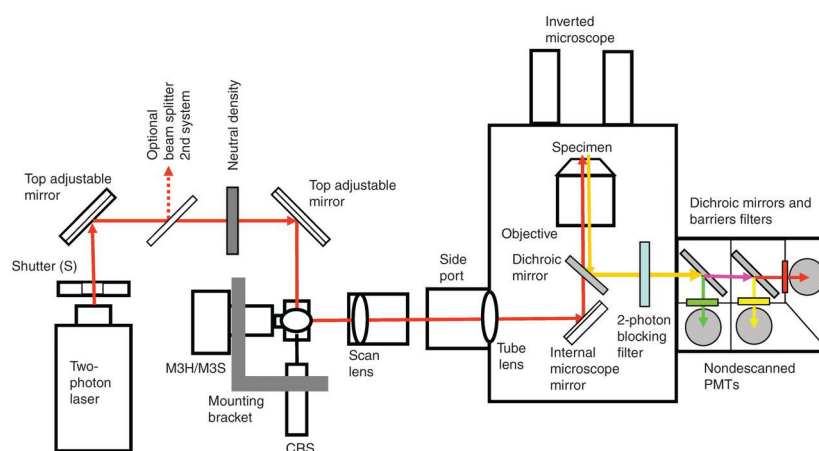 Inverted
microscope
Optional
beam splitter
2nd system
Neutral density
Top adjustable
mirror
Top adjustable
mirror
Specimen
Dichroic mirrors and
barriers filters
Shutter (S)
Objective
Dichroic
mirror
Side
port
Two-
photon
laser
M3H/M3S
Mounting
bracket
CRS
Scan
lens
Tube
lens
Internal
microscope
mirror
2-photon
blocking
filter
Nondescanned
PMTs